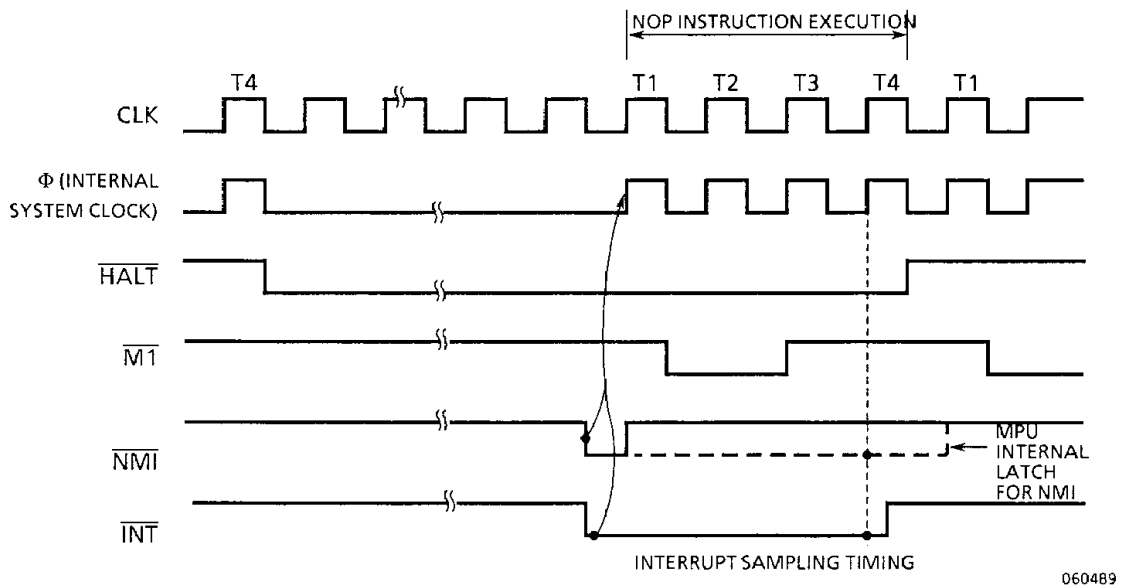 NOP INSTRUCTION EXECUTION
T4 T1 T2 T3 T4 T1
CLK
Φ (INTERNAL
SYSTEM CLOCK)
HALT
M1
NMI
MPU
INTERNAL
LATCH
FOR NMI
INT
INTERRUPT SAMPLING TIMING
060489